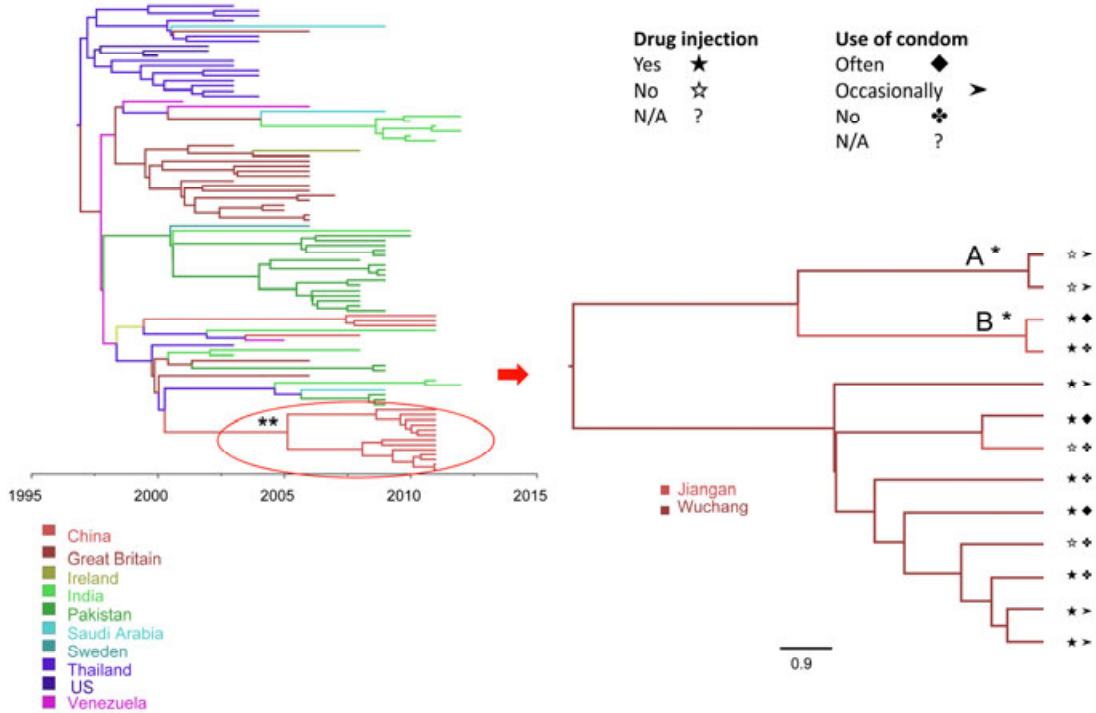 Drug injection
Yes ★
No ☆
N/A ?
Use of condom
Often ◆
Occasionally ➤
No ✤
N/A ?
A *
B *
**
1995 2000 2005 2010 2015
China
Great Britain
Ireland
India
Pakistan
Saudi Arabia
Sweden
Thailand
US
Venezuela
Jiangan
Wuchang
0.9